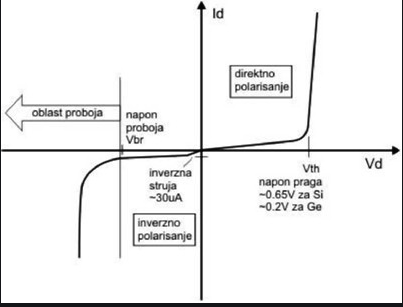 Id
direktno
polarisanje
oblast proboja
napon
proboja
Vbr
Vd
inverzna
struja
~30uA
Vth
napon praga
~0.65V za Si
~0.2V za Ge
inverzno
polarisanje